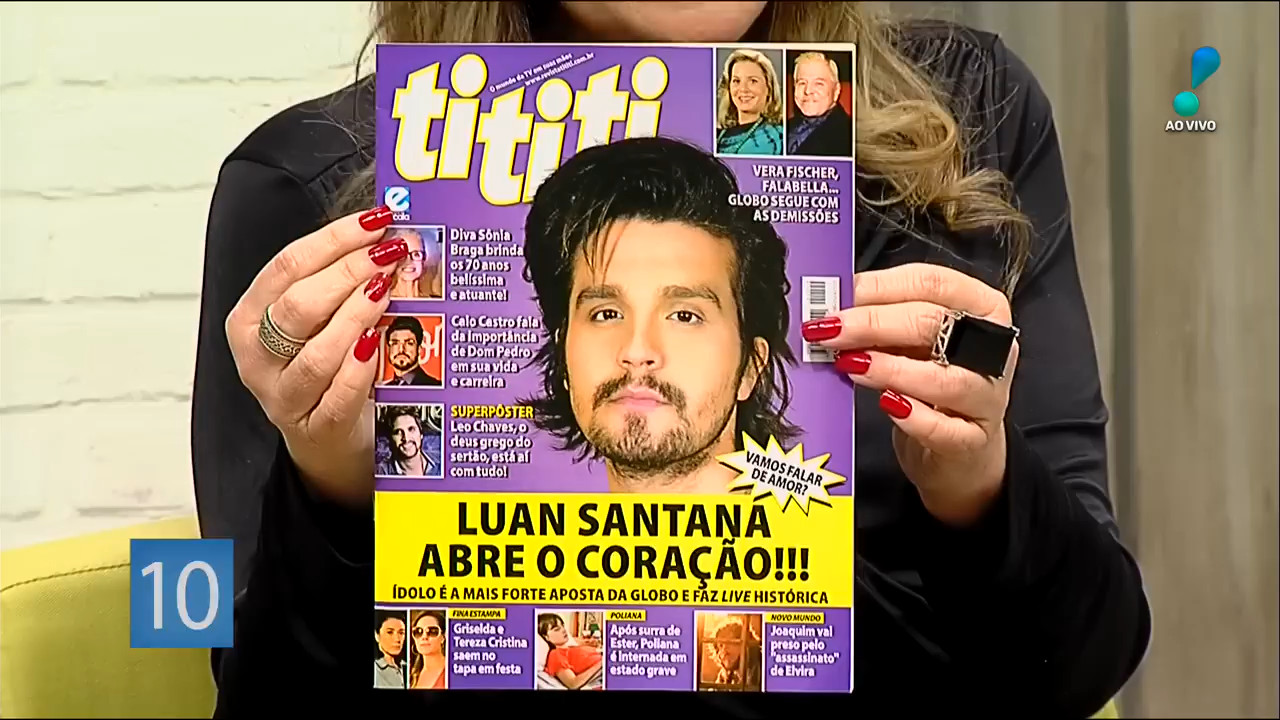 O mundo da TV em suas mãos
www.revistatititi.com.br
tititi
AO VIVO
VERA FISCHER,
FALABELLA...
GLOBO SEGUE COM
AS DEMISSÕES
Diva Sônia
Braga brinda
os 70 anos
belíssima
e atuante!
Caio Castro fala
da importância
de Dom Pedro
em sua vida
e carreira
SUPERPÔSTER
Leo Chaves, o
deus grego do
sertão, está aí
com tudo!
VAMOS FALAR
DE AMOR?
LUAN SANTANA
ABRE O CORAÇÃO!!!
ÍDOLO É A MAIS FORTE APOSTA DA GLOBO E FAZ LIVE HISTÓRICA
10
FINA ESTAMPA
Griselda e
Tereza Cristina
saem no
tapa em festa
POLIANA
Após surra de
Ester, Poliana
é internada em
estado grave
NOVO MUNDO
Joaquim vai
preso pelo
"assassinato"
de Elvira